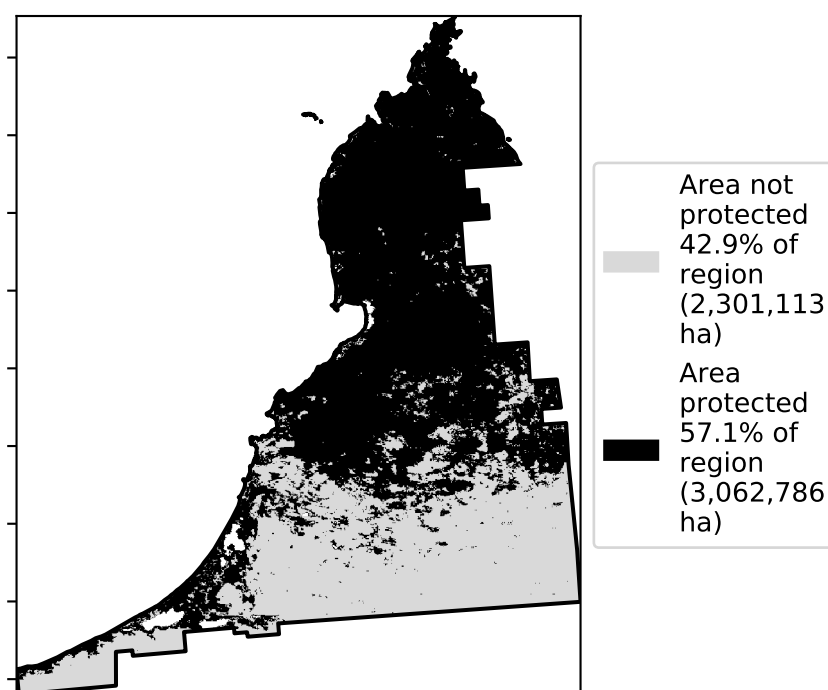 Area not
protected
42.9% of
region
(2,301,113
ha)
Area
protected
57.1% of
region
(3,062,786
ha)